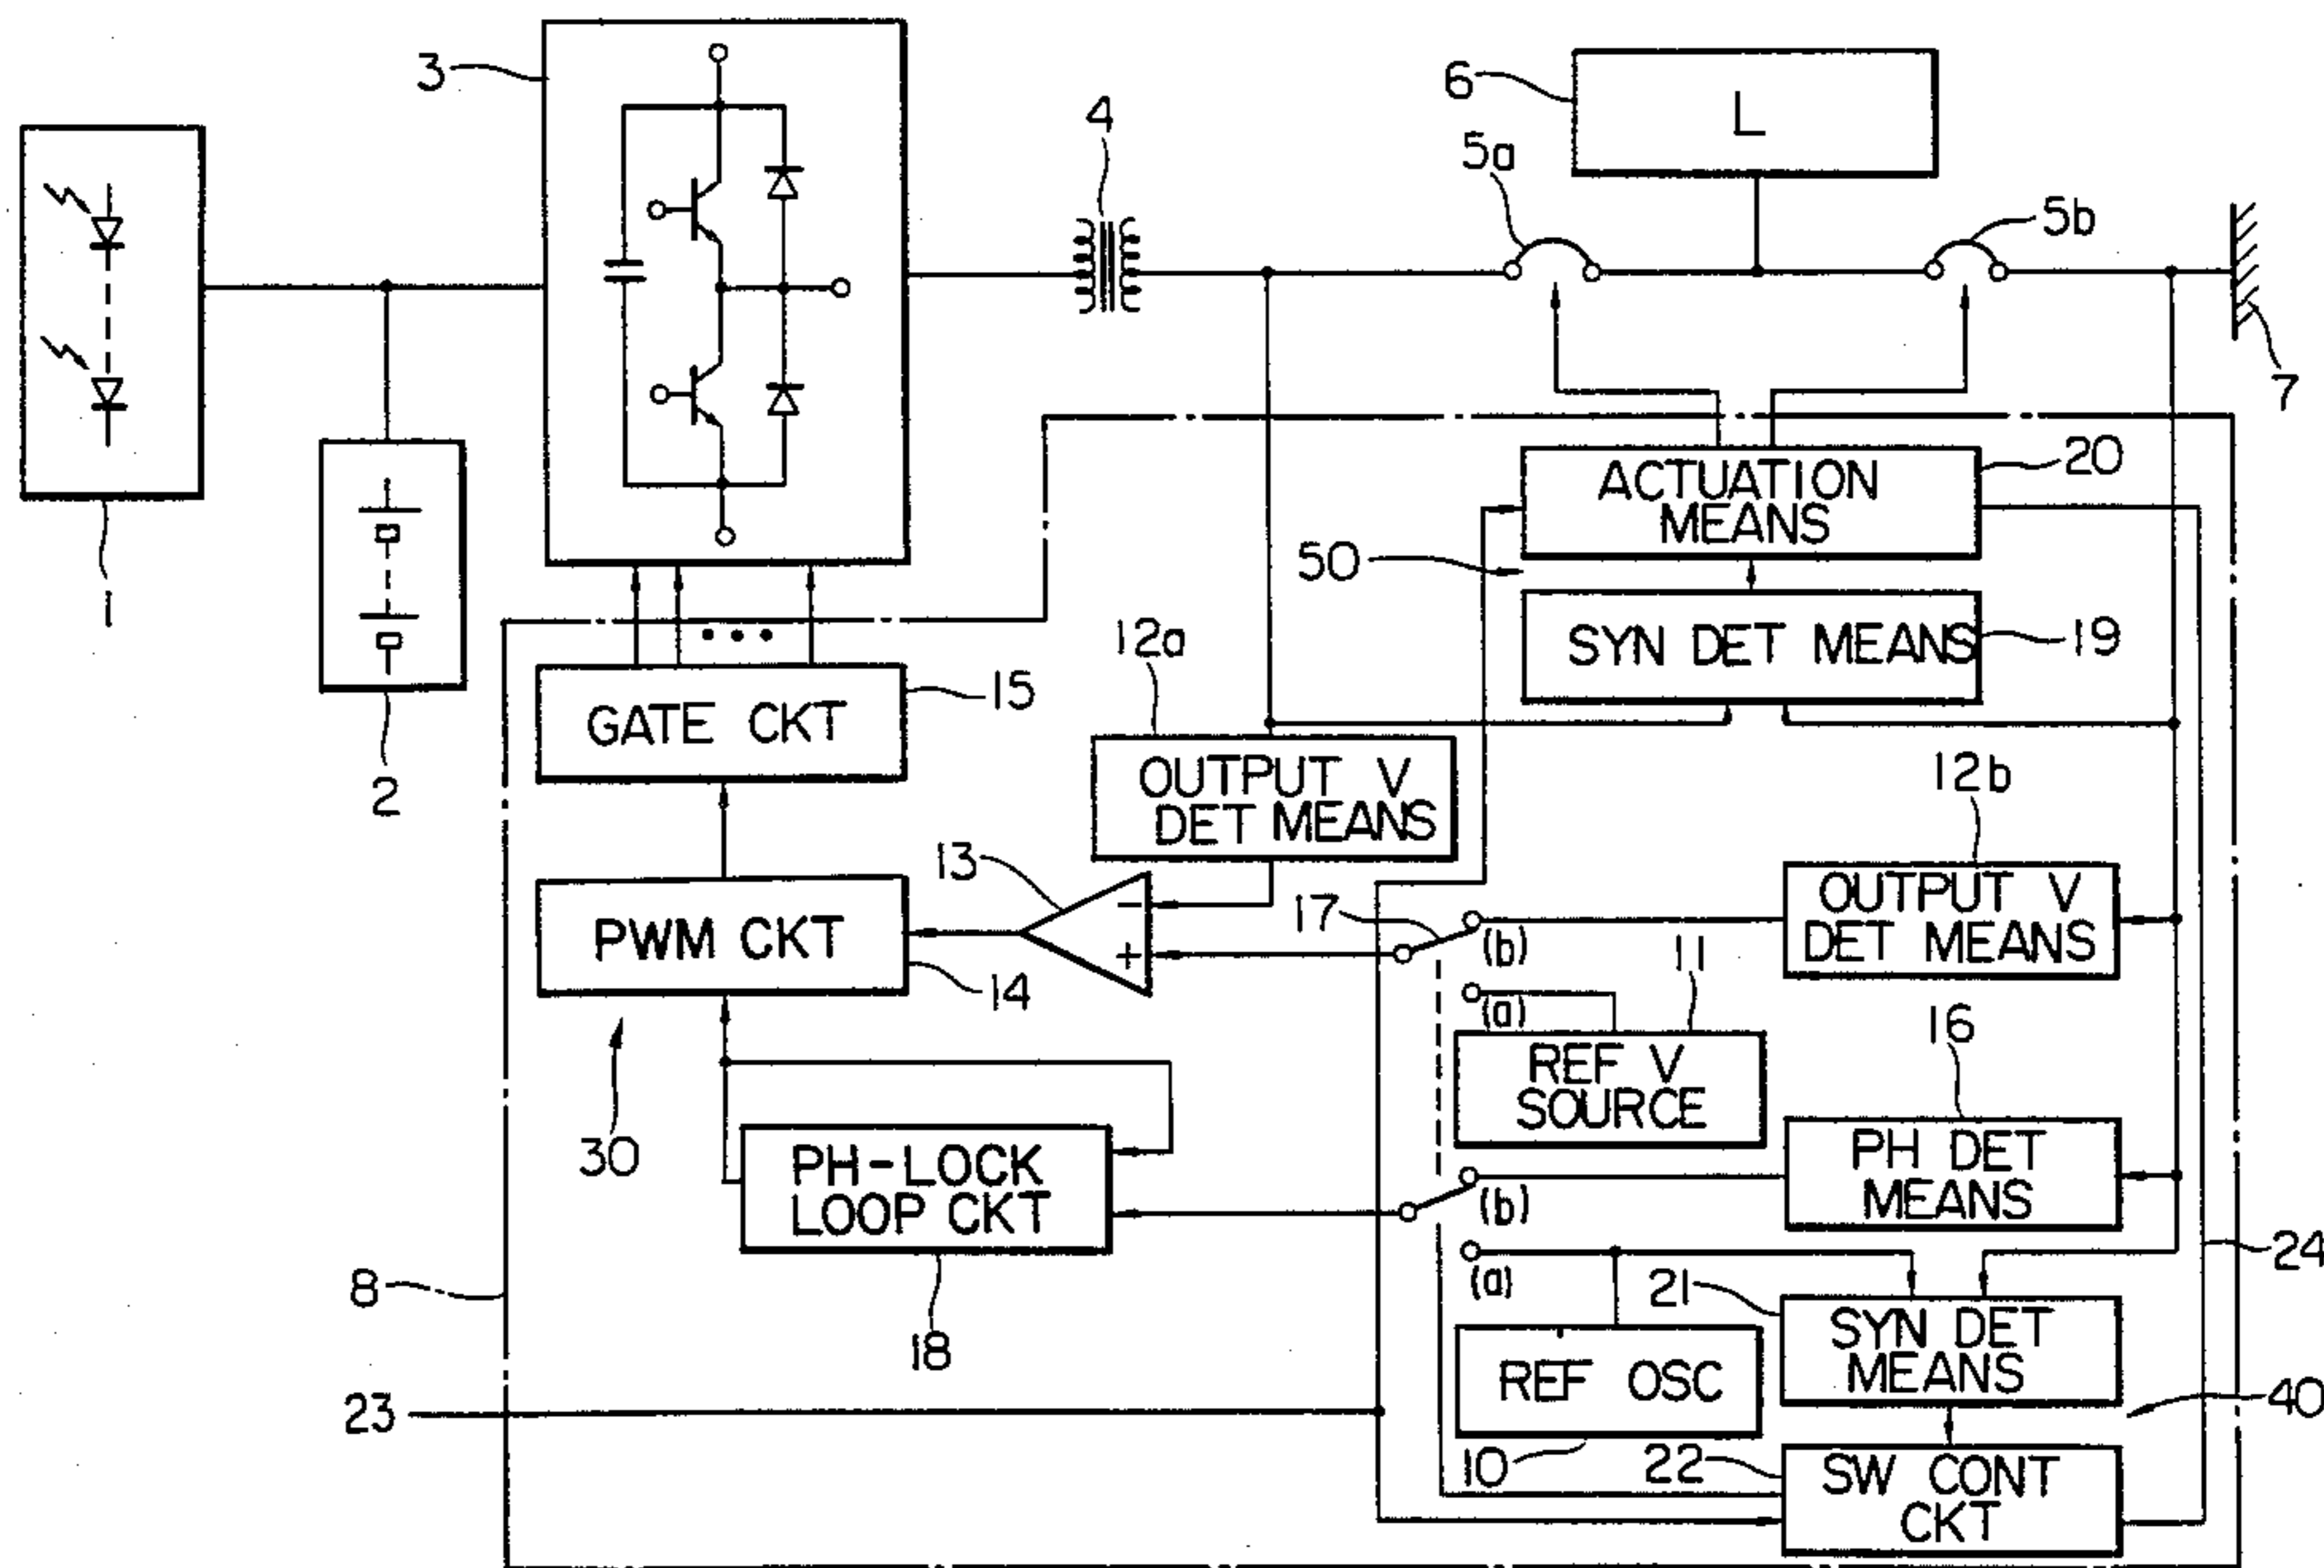 3
4
6
L
5a
5b
7
1
2
ACTUATION
MEANS
20
50
SYN DET MEANS
19
12a
GATE CKT
15
OUTPUT V
DET MEANS
12b
13
PWM CKT
14
-
+
17
(b)
OUTPUT V
DET MEANS
11
(a)
REF V
SOURCE
16
30
PH-LOCK
LOOP CKT
18
(b)
PH DET
MEANS
24
8
(a)
21
SYN DET
MEANS
REF OSC
10
23
40
22
SW CONT
CKT